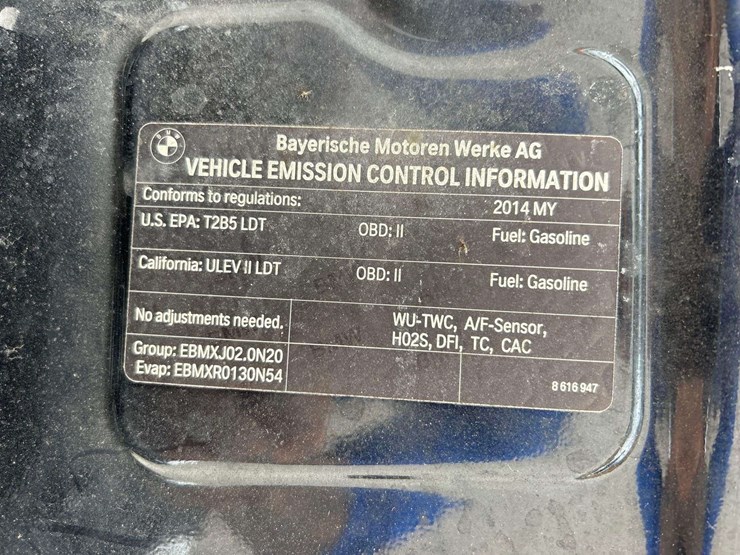 BMW
Bayerische Motoren Werke AG
VEHICLE EMISSION CONTROL INFORMATION
Conforms to regulations: 2014 MY
U.S. EPA: T2B5 LDT OBD: II Fuel: Gasoline
California: ULEV II LDT OBD: II Fuel: Gasoline
No adjustments needed. WU-TWC, A/F-Sensor,
H02S, DFI, TC, CAC
Group: EBMXJ02.0N20
Evap: EBMXR0130N54
8 616 947